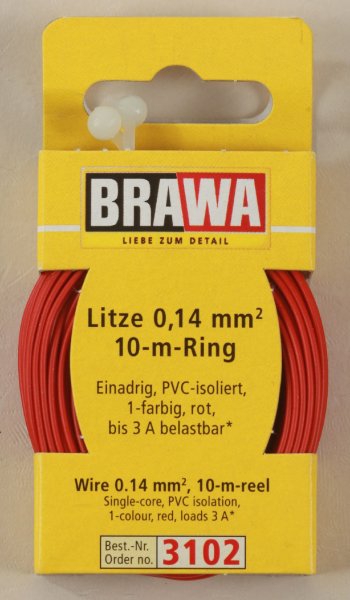 BRAWA
LIEBE ZUM DETAIL
Litze 0,14 mm²
10-m-Ring
Einadrig, PVC-isoliert,
1-farbig, rot,
bis 3 A belastbar*
Wire 0.14 mm², 10-m-reel
Single-core, PVC isolation,
1-colour, red, loads 3 A*
Best.-Nr.
Order no. 3102